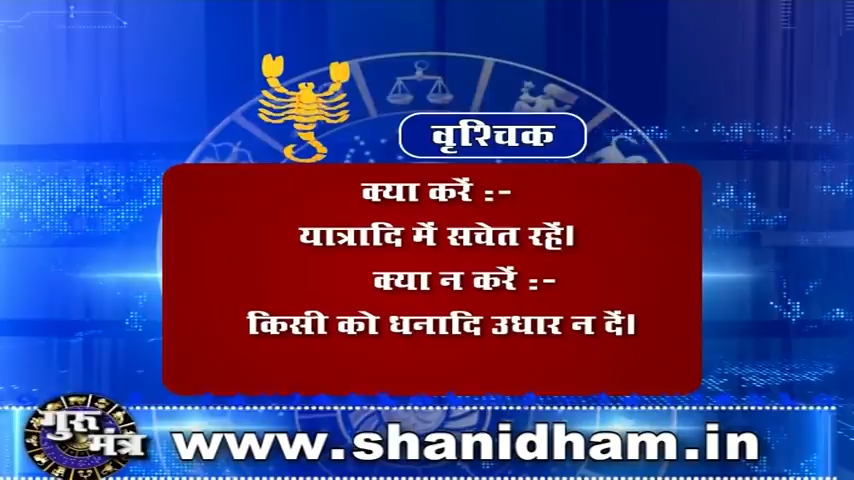 वृश्चिक
क्या करें :-
यात्रादि में सचेत रहें।
क्या न करें :-
किसी को धनादि उधार न दें।
गुरू मंत्र
www.shanidham.in